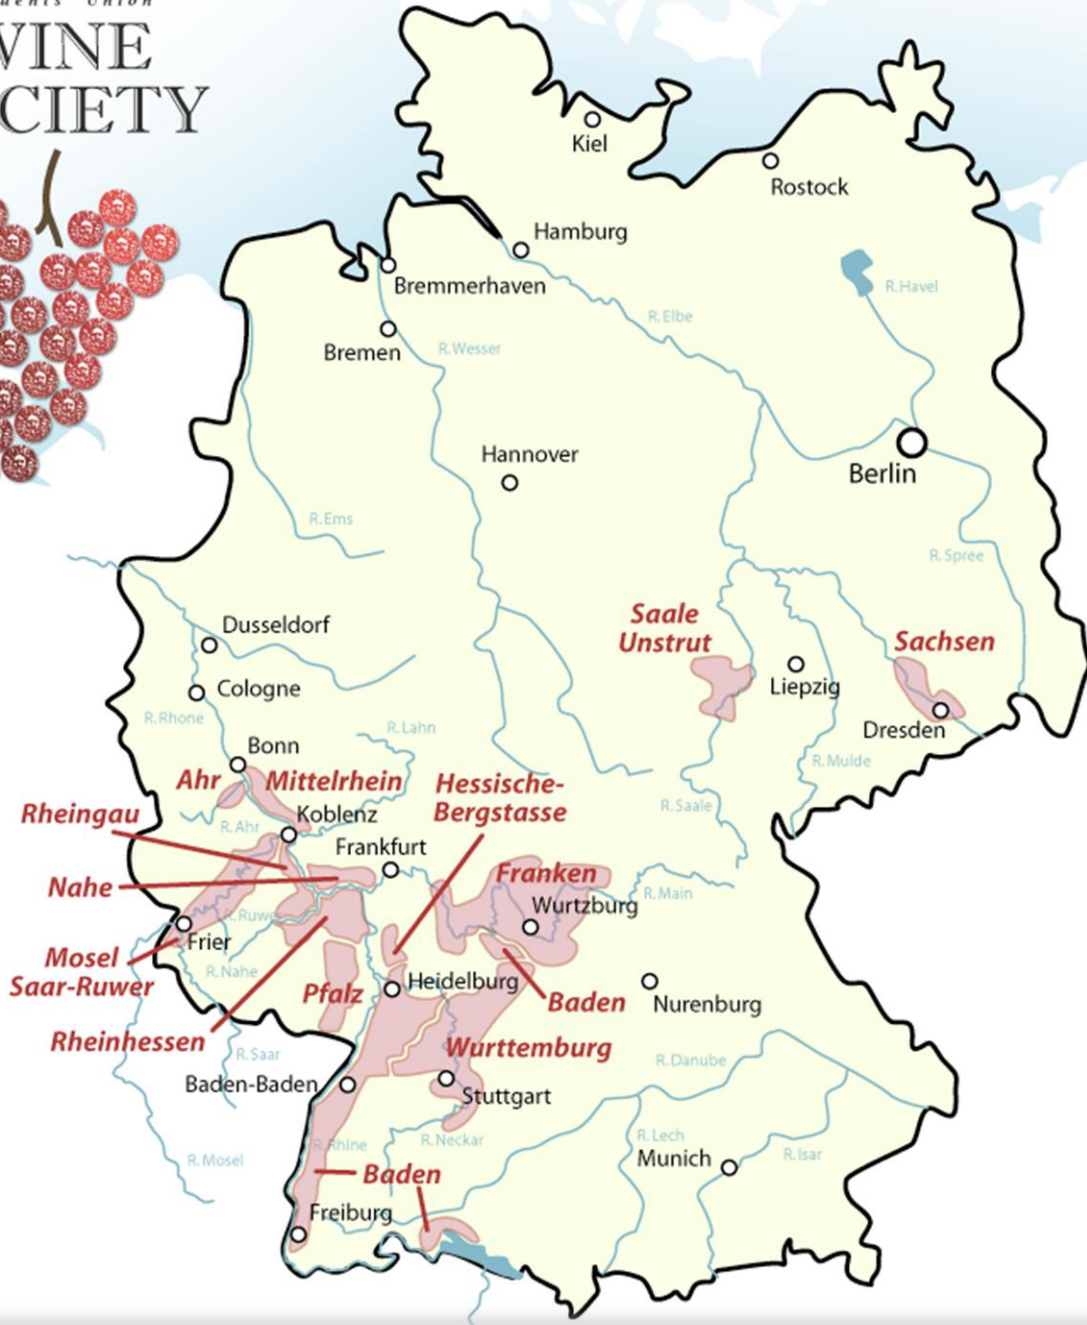 dents' Union
WINE
CIETY
Kiel
Rostock
Hamburg
Bremmerhaven
R.Havel
R.Elbe
Bremen
R.Wesser
Hannover
Berlin
R.Ems
R.Spree
Saale
Unstrut
Dusseldorf
Sachsen
Liepzig
Cologne
R.Rhone
R.Lahn
Dresden
Bonn
R.Mulde
Ahr
Mittelrhein
Hessische-
Bergstasse
Rheingau
Koblenz
R.Saale
R.Ahr
Frankfurt
Franken
Nahe
R.Main
Wurtzburg
R.Ruwe
Frier
Mosel
Saar-Ruwer
R.Nahe
Heidelburg
Pfalz
Baden
Nurenburg
Rheinhessen
Wurttemburg
R.Saar
R.Danube
Baden-Baden
Stuttgart
R.Rhine
R.Neckar
R.Lech
Munich
R.Isar
R.Mosel
Baden
Freiburg